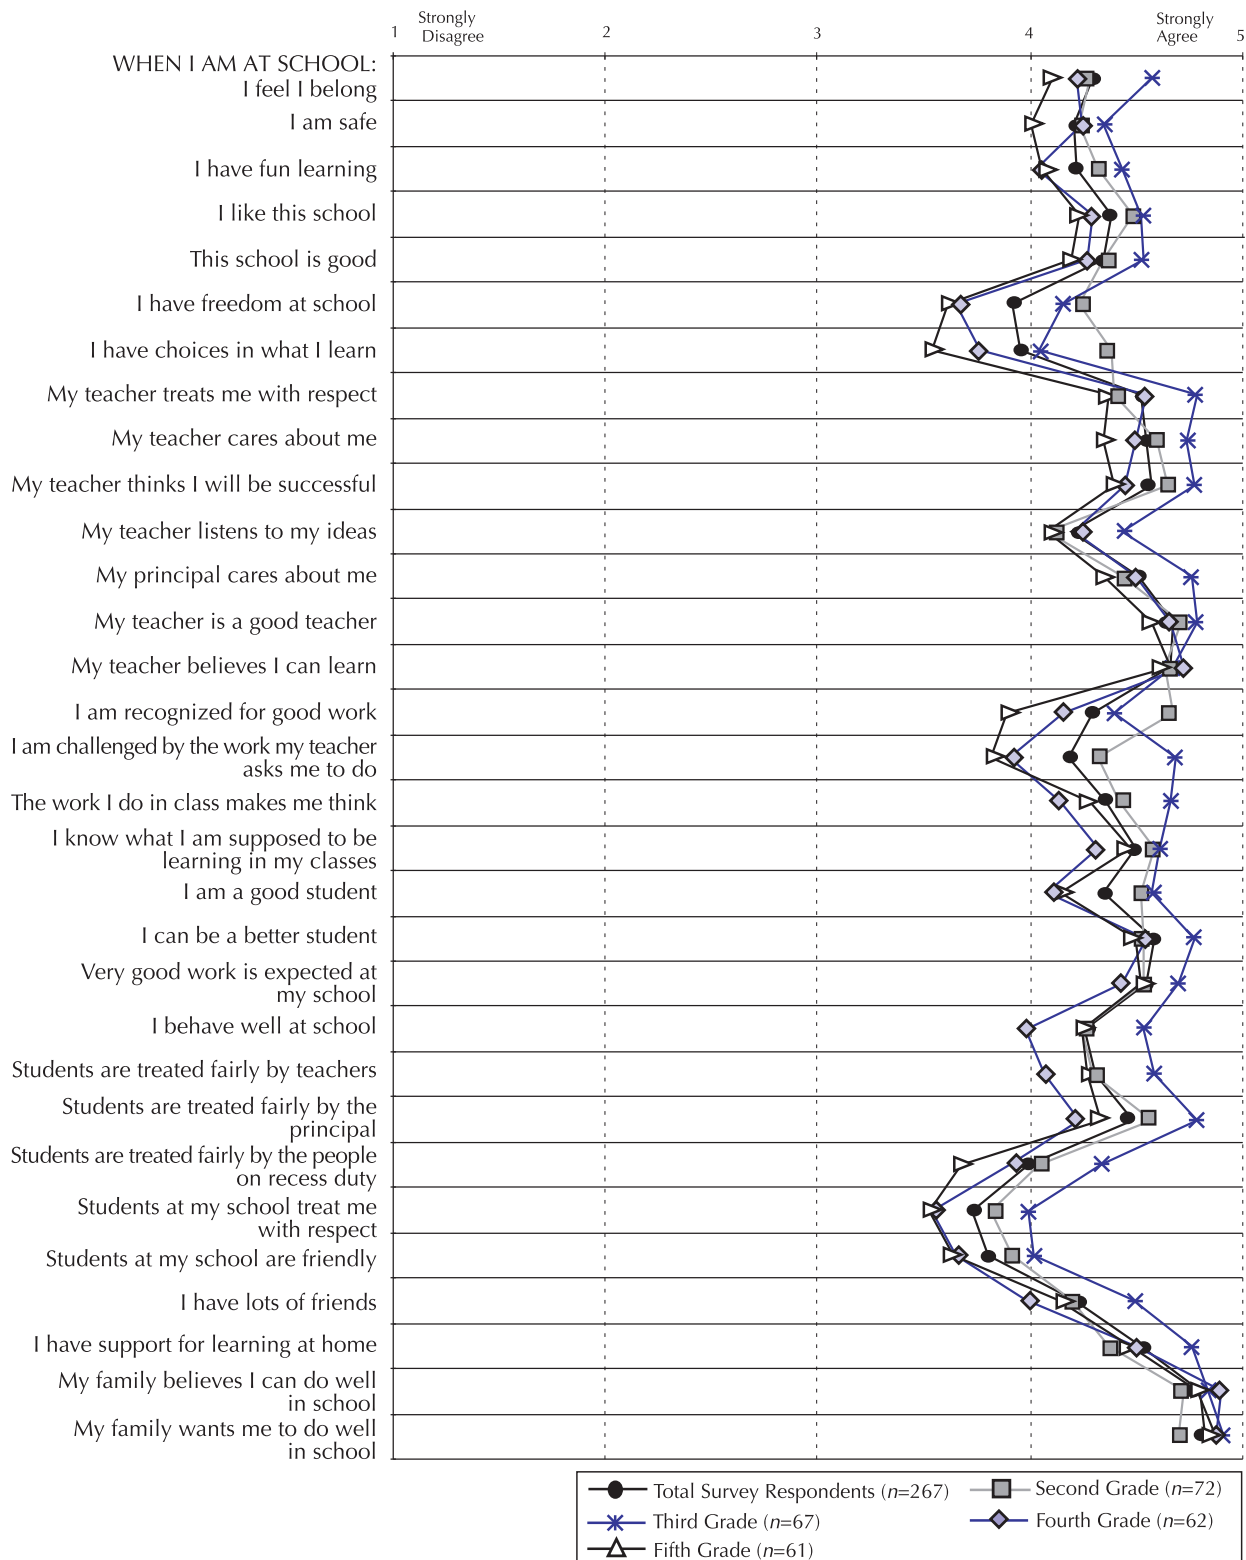 1 Strongly Disagree 2 3 4 Strongly Agree 5
WHEN I AM AT SCHOOL:
I feel I belong
I am safe
I have fun learning
I like this school
This school is good
I have freedom at school
I have choices in what I learn
My teacher treats me with respect
My teacher cares about me
My teacher thinks I will be successful
My teacher listens to my ideas
My principal cares about me
My teacher is a good teacher
My teacher believes I can learn
I am recognized for good work
I am challenged by the work my teacher
asks me to do
The work I do in class makes me think
I know what I am supposed to be
learning in my classes
I am a good student
I can be a better student
Very good work is expected at
my school
I behave well at school
Students are treated fairly by teachers
Students are treated fairly by the
principal
Students are treated fairly by the people
on recess duty
Students at my school treat me
with respect
Students at my school are friendly
I have lots of friends
I have support for learning at home
My family believes I can do well
in school
My family wants me to do well
in school
Total Survey Respondents (n=267)
Second Grade (n=72)
Third Grade (n=67)
Fourth Grade (n=62)
Fifth Grade (n=61)